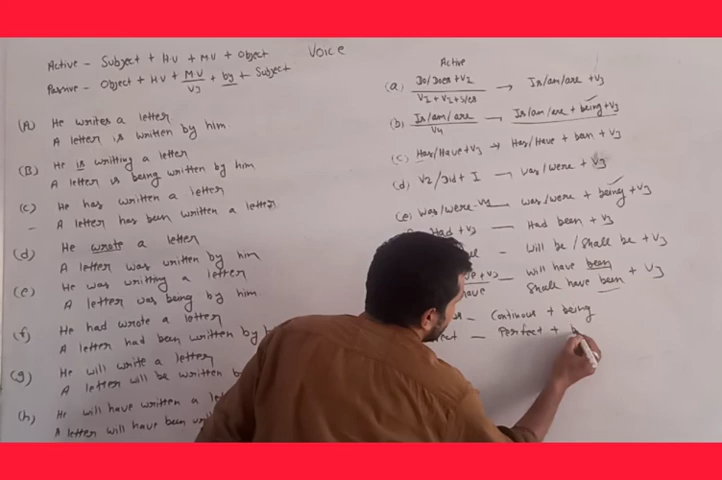 Voice
Active - Subject + HV + MV + Object
Passive - Object + HV + MV/V3 + by + Subject
(A) He writes a letter
A letter is written by him
(B) He is writting a letter
A letter is being written by him
(C) He has written a letter
- A letter has been written a letter
(d) He wrote a letter
A letter was written by him
(e) He was writting a letter
A letter was being by him
(f) He had wrote a letter
A letter had been written by
(g) He will write a letter
A letter will be written
(h) He will have written a
A letter will have been
Active
(a) Do/Does + V1 → Is/am/are + V3
V1 + V1 + s/es
(b) Is/am/are — Is/am/are + being + V3
V4
(c) Has/Have + V3 → Has/Have + been + V3
(d) V2/Did + I — Was/were + V3
(e) Was/were — was/were + being + V3
Had + V3 — Had been + V3
- Will be / Shall be + V3
+ V3 — will have been + V3
have Shall have been
- Continous + being
- Perfect +